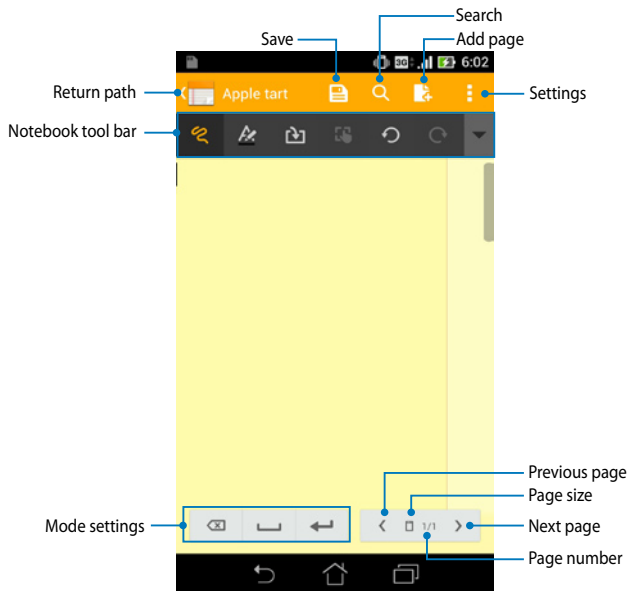 Search
Save
Add page
3G 6:02
Return path
Apple tart
Settings
Notebook tool bar
Previous page
Page size
Mode settings
1/1
Next page
Page number